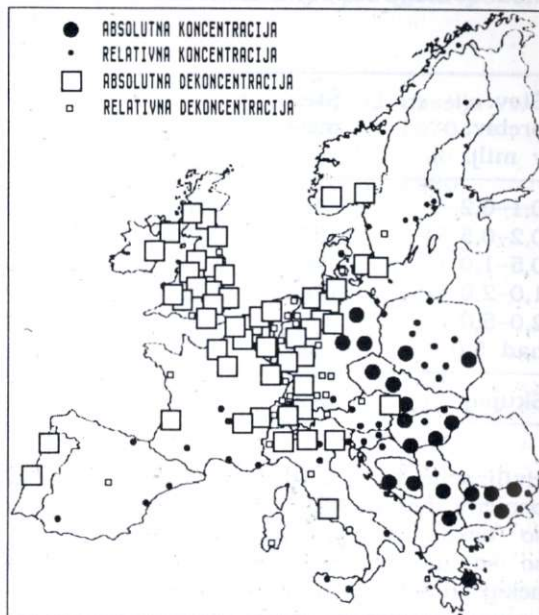 ABSOLUTNA KONCENTRACIJA
RELATIVNA KONCENTRACIJA
ABSOLUTNA DEKONCENTRACIJA
RELATIVNA DEKONCENTRACIJA